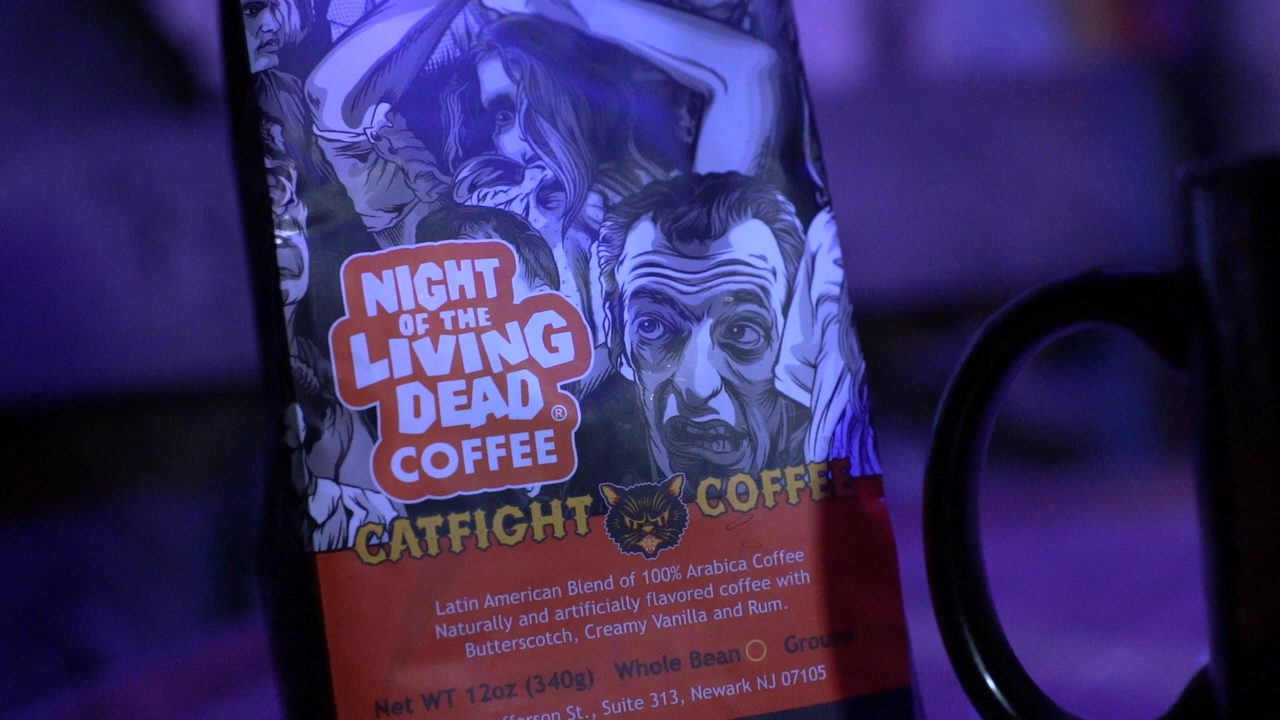 NIGHT
OF THE
LIVING
DEAD®
COFFEE
CATFIGHT COFFEE
Latin American Blend of 100% Arabica Coffee
Naturally and artificially flavored coffee with
Butterscotch, Creamy Vanilla and Rum.
Net WT 12oz (340g) Whole Bean Ground
St., Suite 313, Newark NJ 07105